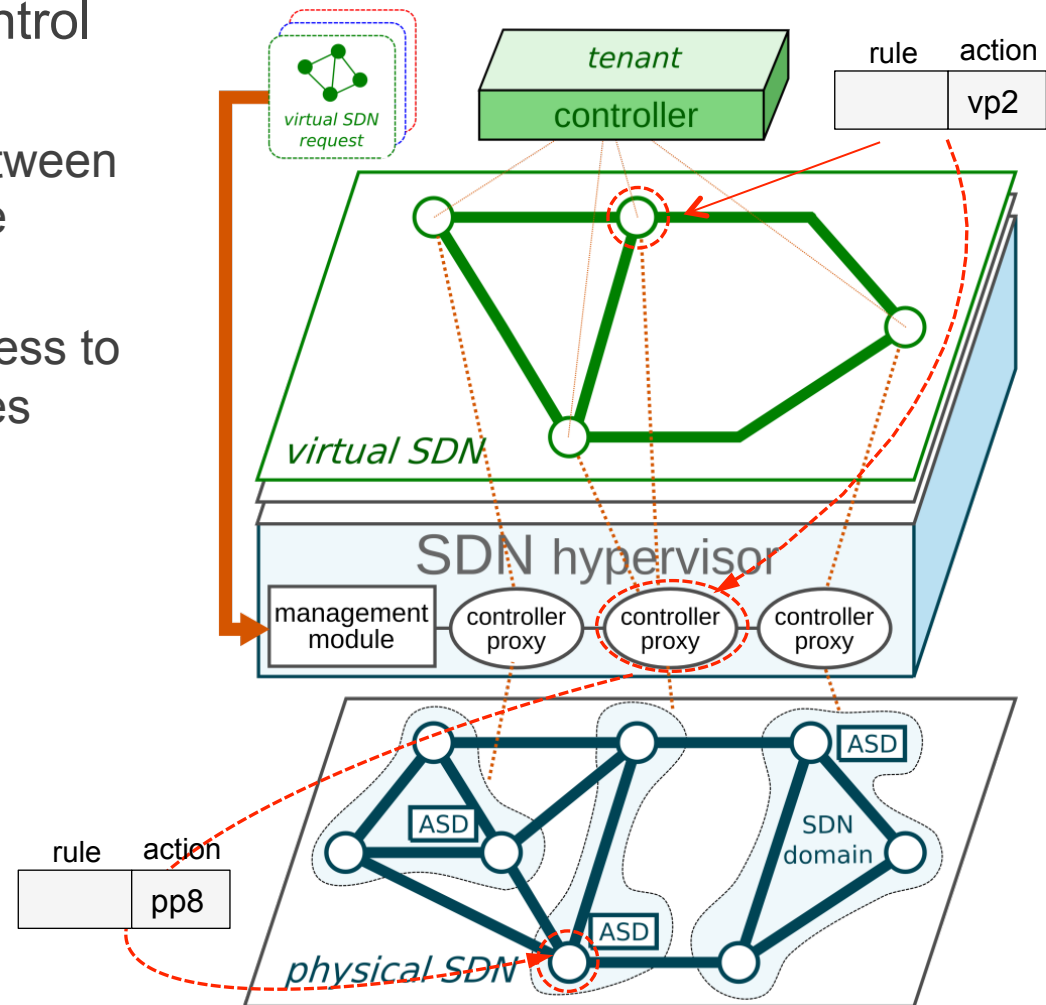 ntrol
tween
e
ess to
es
virtual SDN
request
tenant
controller
rule action
vp2
virtual SDN
SDN hypervisor
management
module
controller
proxy
controller
proxy
controller
proxy
ASD
ASD
SDN
domain
rule action
pp8
ASD
physical SDN